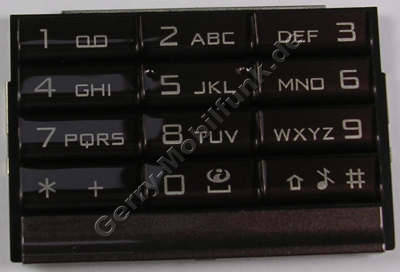 1 ᴑᴑ 2 ABC DEF 3
4 GHI 5 JKL MNO 6
7 PQRS 8 TUV WXYZ 9
* + 0 #
Gerzy-Mobilfunk.de